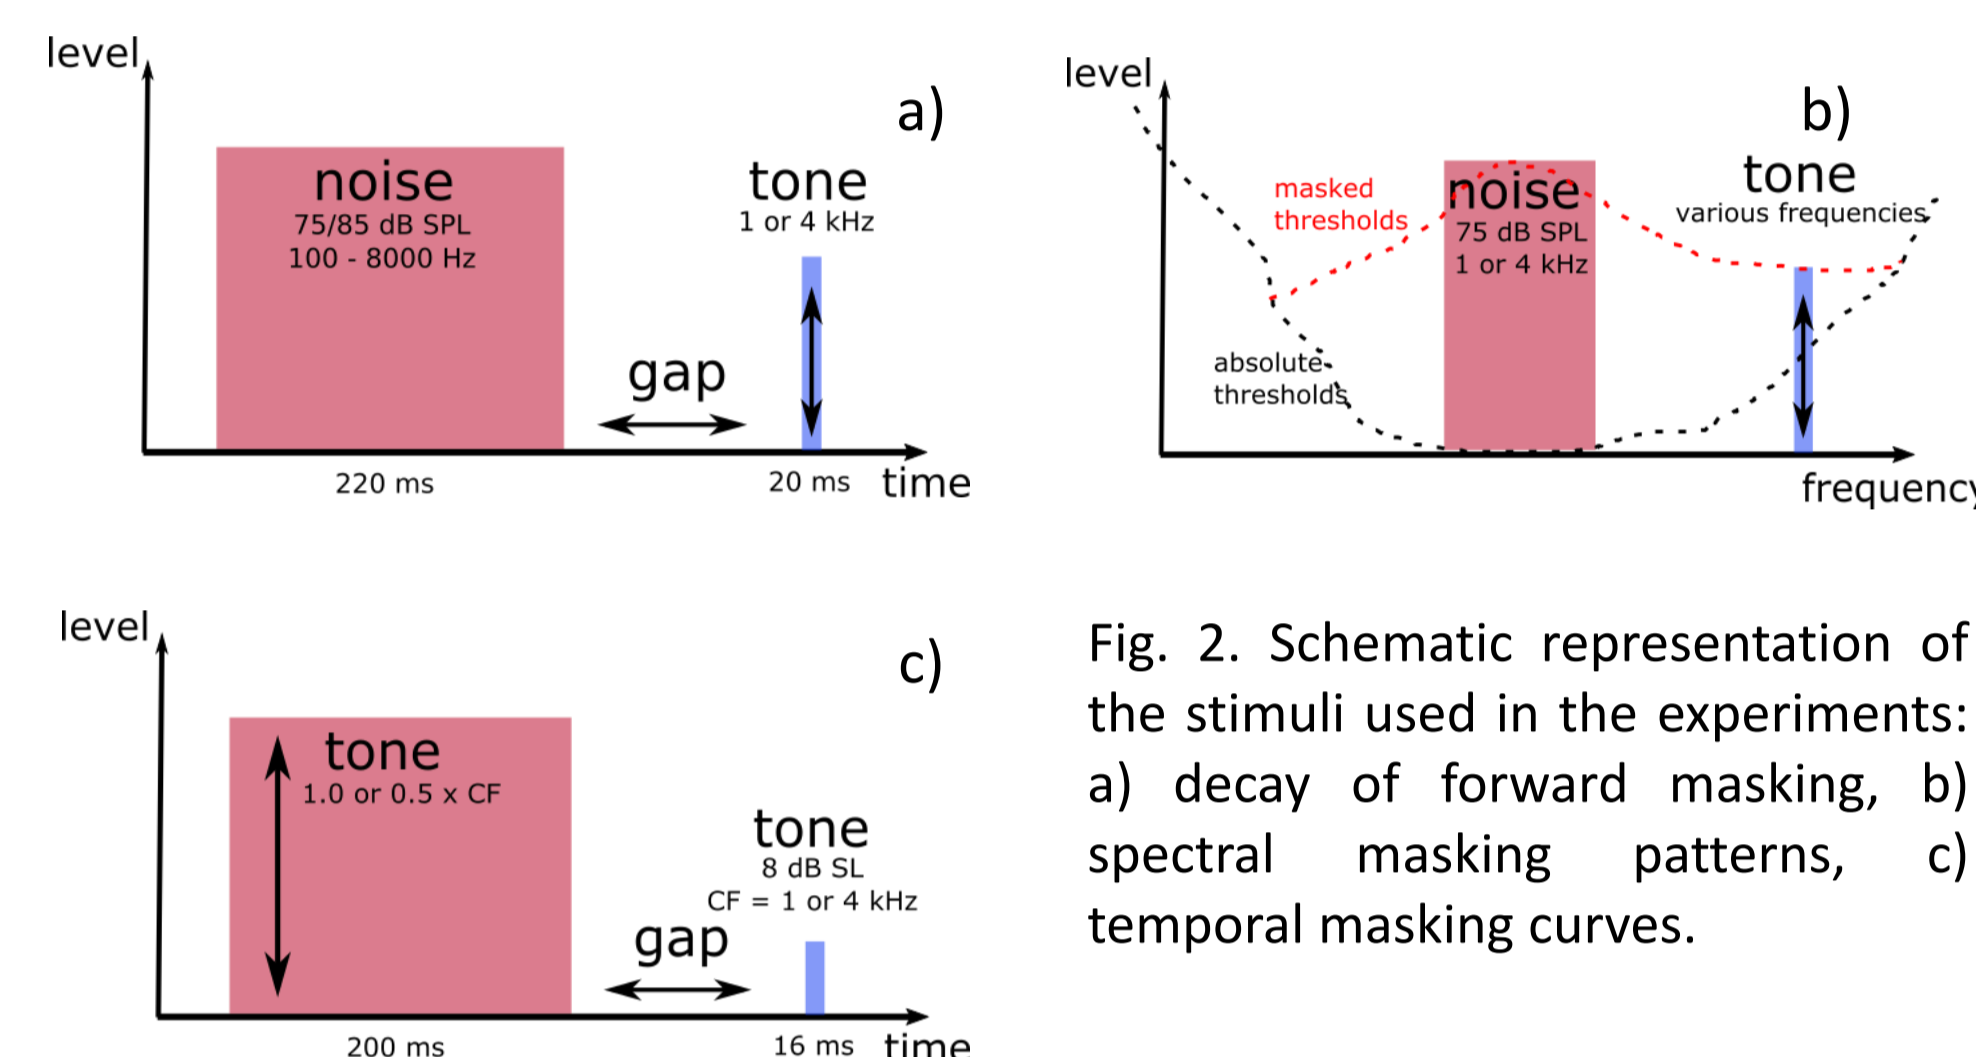 level
a)
noise
75/85 dB SPL
100 - 8000 Hz
tone
1 or 4 kHz
gap
220 ms
20 ms
time
level
b)
masked
thresholds
noise
75 dB SPL
1 or 4 kHz
tone
various frequencies
absolute
thresholds
frequency
level
c)
tone
1.0 or 0.5 x CF
tone
8 dB SL
CF = 1 or 4 kHz
gap
200 ms
16 ms
time
Fig. 2. Schematic representation of
the stimuli used in the experiments:
a) decay of forward masking, b)
spectral masking patterns, c)
temporal masking curves.